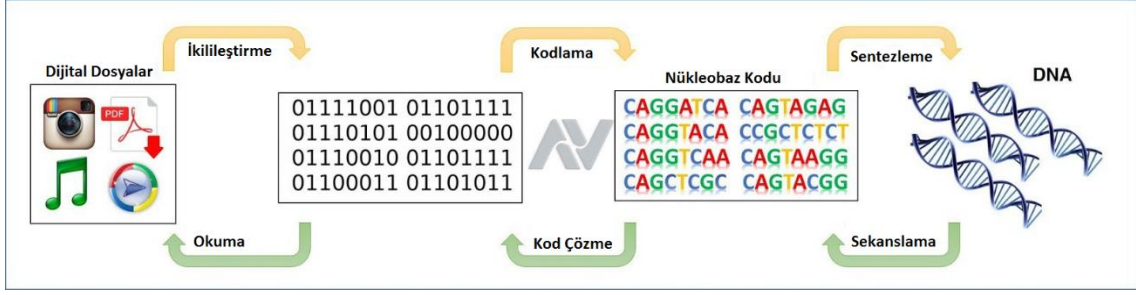 İkilileştirme
Kodlama
Sentezleme
Dijital Dosyalar
Nükleobaz Kodu
DNA
PDF
01111001 01101111
01110101 00100000
01110010 01101111
01100011 01101011
AV
CAGGATCA CAGTAGAG
CAGGTACA CCGCTCTCT
CAGGTCAA CAGTAAGG
CAGCTCGC CAGTACGG
Okuma
Kod Çözme
Sekanslama